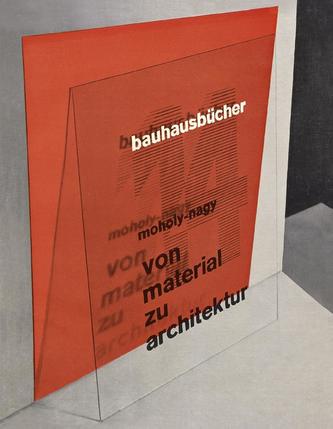 bauhausbücher
14
moholy-nagy
von
material
zu
architektur